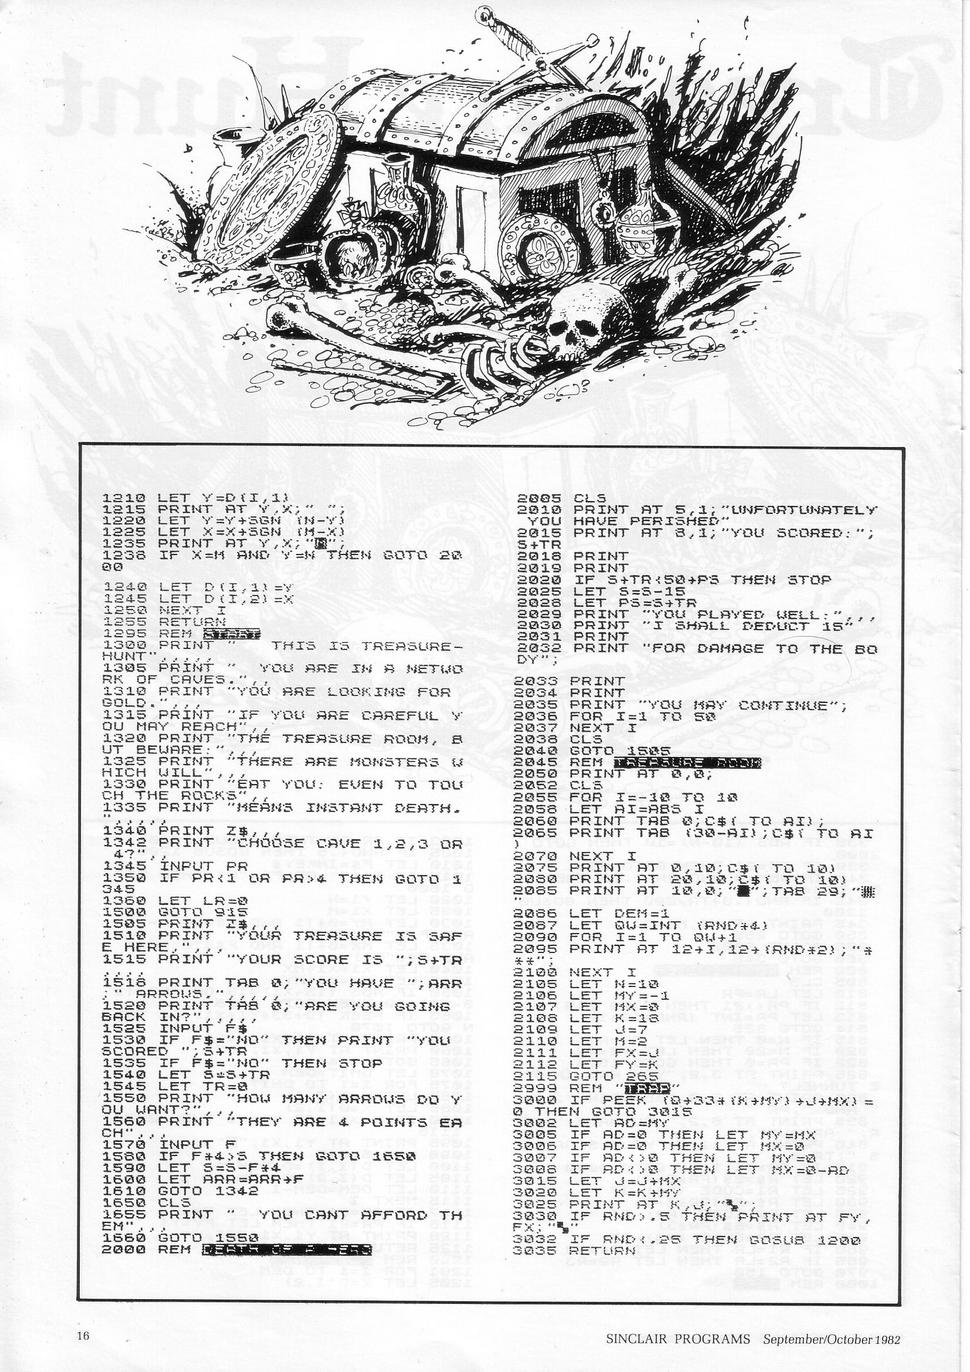 1210 LET Y=D(I,1)
1215 PRINT AT Y,X;" ";
1220 LET Y=Y+SGN (N-Y)
1225 LET X=X+SGN (M-X)
1235 PRINT AT Y,X;"M";
1238 IF X=M AND Y=N THEN GOTO 20
00
1240 LET D(I,1)=Y
1245 LET D(I,2)=X
1250 NEXT I
1255 RETURN
1295 REM START
1300 PRINT "    THIS IS TREASURE-
HUNT",,,,,
1305 PRINT "  YOU ARE IN A NETWO
RK OF CAVES.",,
1310 PRINT "YOU ARE LOOKING FOR
GOLD.",,,
1315 PRINT "IF YOU ARE CAREFUL Y
OU MAY REACH",,
1320 PRINT "THE TREASURE ROOM, B
UT BEWARE:",,,
1325 PRINT "THERE ARE MONSTERS W
HICH WILL",,,
1330 PRINT "EAT YOU: EVEN TO TOU
CH THE ROCKS",,
1335 PRINT "MEANS INSTANT DEATH.
",,,,,
1340 PRINT Z$,,,
1342 PRINT "CHOOSE CAVE 1,2,3 OR
 4?",,
1345 INPUT PR
1350 IF PR<1 OR PR>4 THEN GOTO 1
345
1360 LET LR=0
1500 GOTO 915
1505 PRINT Z$,,,
1510 PRINT "YOUR TREASURE IS SAF
E HERE,",,,
1515 PRINT "YOUR SCORE IS ";S+TR
,,,,
1518 PRINT TAB 0;"YOU HAVE ";ARR
;" ARROWS.",,,,,
1520 PRINT TAB 0;"ARE YOU GOING
BACK IN?",,,,
1525 INPUT F$
1530 IF F$="NO" THEN PRINT "YOU
SCORED ";S+TR
1535 IF F$="NO" THEN STOP
1540 LET S=S+TR
1545 LET TR=0
1550 PRINT "HOW MANY ARROWS DO Y
OU WANT?",,,
1560 PRINT "THEY ARE 4 POINTS EA
CH",,,
1570 INPUT F
1580 IF F*4>S THEN GOTO 1650
1590 LET S=S-F*4
1600 LET ARR=ARR+F
1610 GOTO 1342
1650 CLS
1655 PRINT "  YOU CANT AFFORD TH
EM",,,
1660 GOTO 1550
2000 REM DEATH OF A HERO
2005 CLS
2010 PRINT AT 5,1;"UNFORTUNATELY
 YOU HAVE PERISHED"
2015 PRINT AT 8,1;"YOU SCORED:";
S+TR
2018 PRINT
2019 PRINT
2020 IF S+TR<50+PS THEN STOP
2025 LET S=S-15
2028 LET PS=S+TR
2029 PRINT "YOU PLAYED WELL:",,,
2030 PRINT "I SHALL DEDUCT 15"
2031 PRINT
2032 PRINT "FOR DAMAGE TO THE BO
DY";
2033 PRINT
2034 PRINT
2035 PRINT "YOU MAY CONTINUE";
2036 FOR I=1 TO 50
2037 NEXT I
2038 CLS
2040 GOTO 1505
2045 REM TREASURE ROOM
2050 PRINT AT 0,0;
2052 CLS
2055 FOR I=-10 TO 10
2058 LET AI=ABS I
2060 PRINT TAB 0;C$( TO AI);
2065 PRINT TAB (30-AI);C$( TO AI
)
2070 NEXT I
2075 PRINT AT 0,10;C$( TO 10)
2080 PRINT AT 20,10;C$( TO 10)
2085 PRINT AT 10,0;"■";TAB 29;"▒
"
2086 LET DEM=1
2087 LET QW=INT (RND*4)
2090 FOR I=1 TO QW+1
2095 PRINT AT 12+I,12+(RND*2);"*
**";
2100 NEXT I
2105 LET N=10
2106 LET MY=-1
2107 LET MX=0
2108 LET K=18
2109 LET J=7
2110 LET M=2
2111 LET FX=J
2112 LET FY=K
2115 GOTO 265
2999 REM "TRAP"
3000 IF PEEK (Q+33*(K+MY)+J+MX)=
0 THEN GOTO 3015
3002 LET AD=MY
3005 IF AD=0 THEN LET MY=MX
3006 IF AD=0 THEN LET MX=0
3007 IF AD<>0 THEN LET MY=0
3008 IF AD<>0 THEN LET MX=0-AD
3015 LET J=J+MX
3020 LET K=K+MY
3025 PRINT AT K,J;"▚";
3030 IF RND>.5 THEN PRINT AT FY,
FX;"▚"
3032 IF RND<.25 THEN GOSUB 1200
3035 RETURN
16
SINCLAIR PROGRAMS September/October 1982